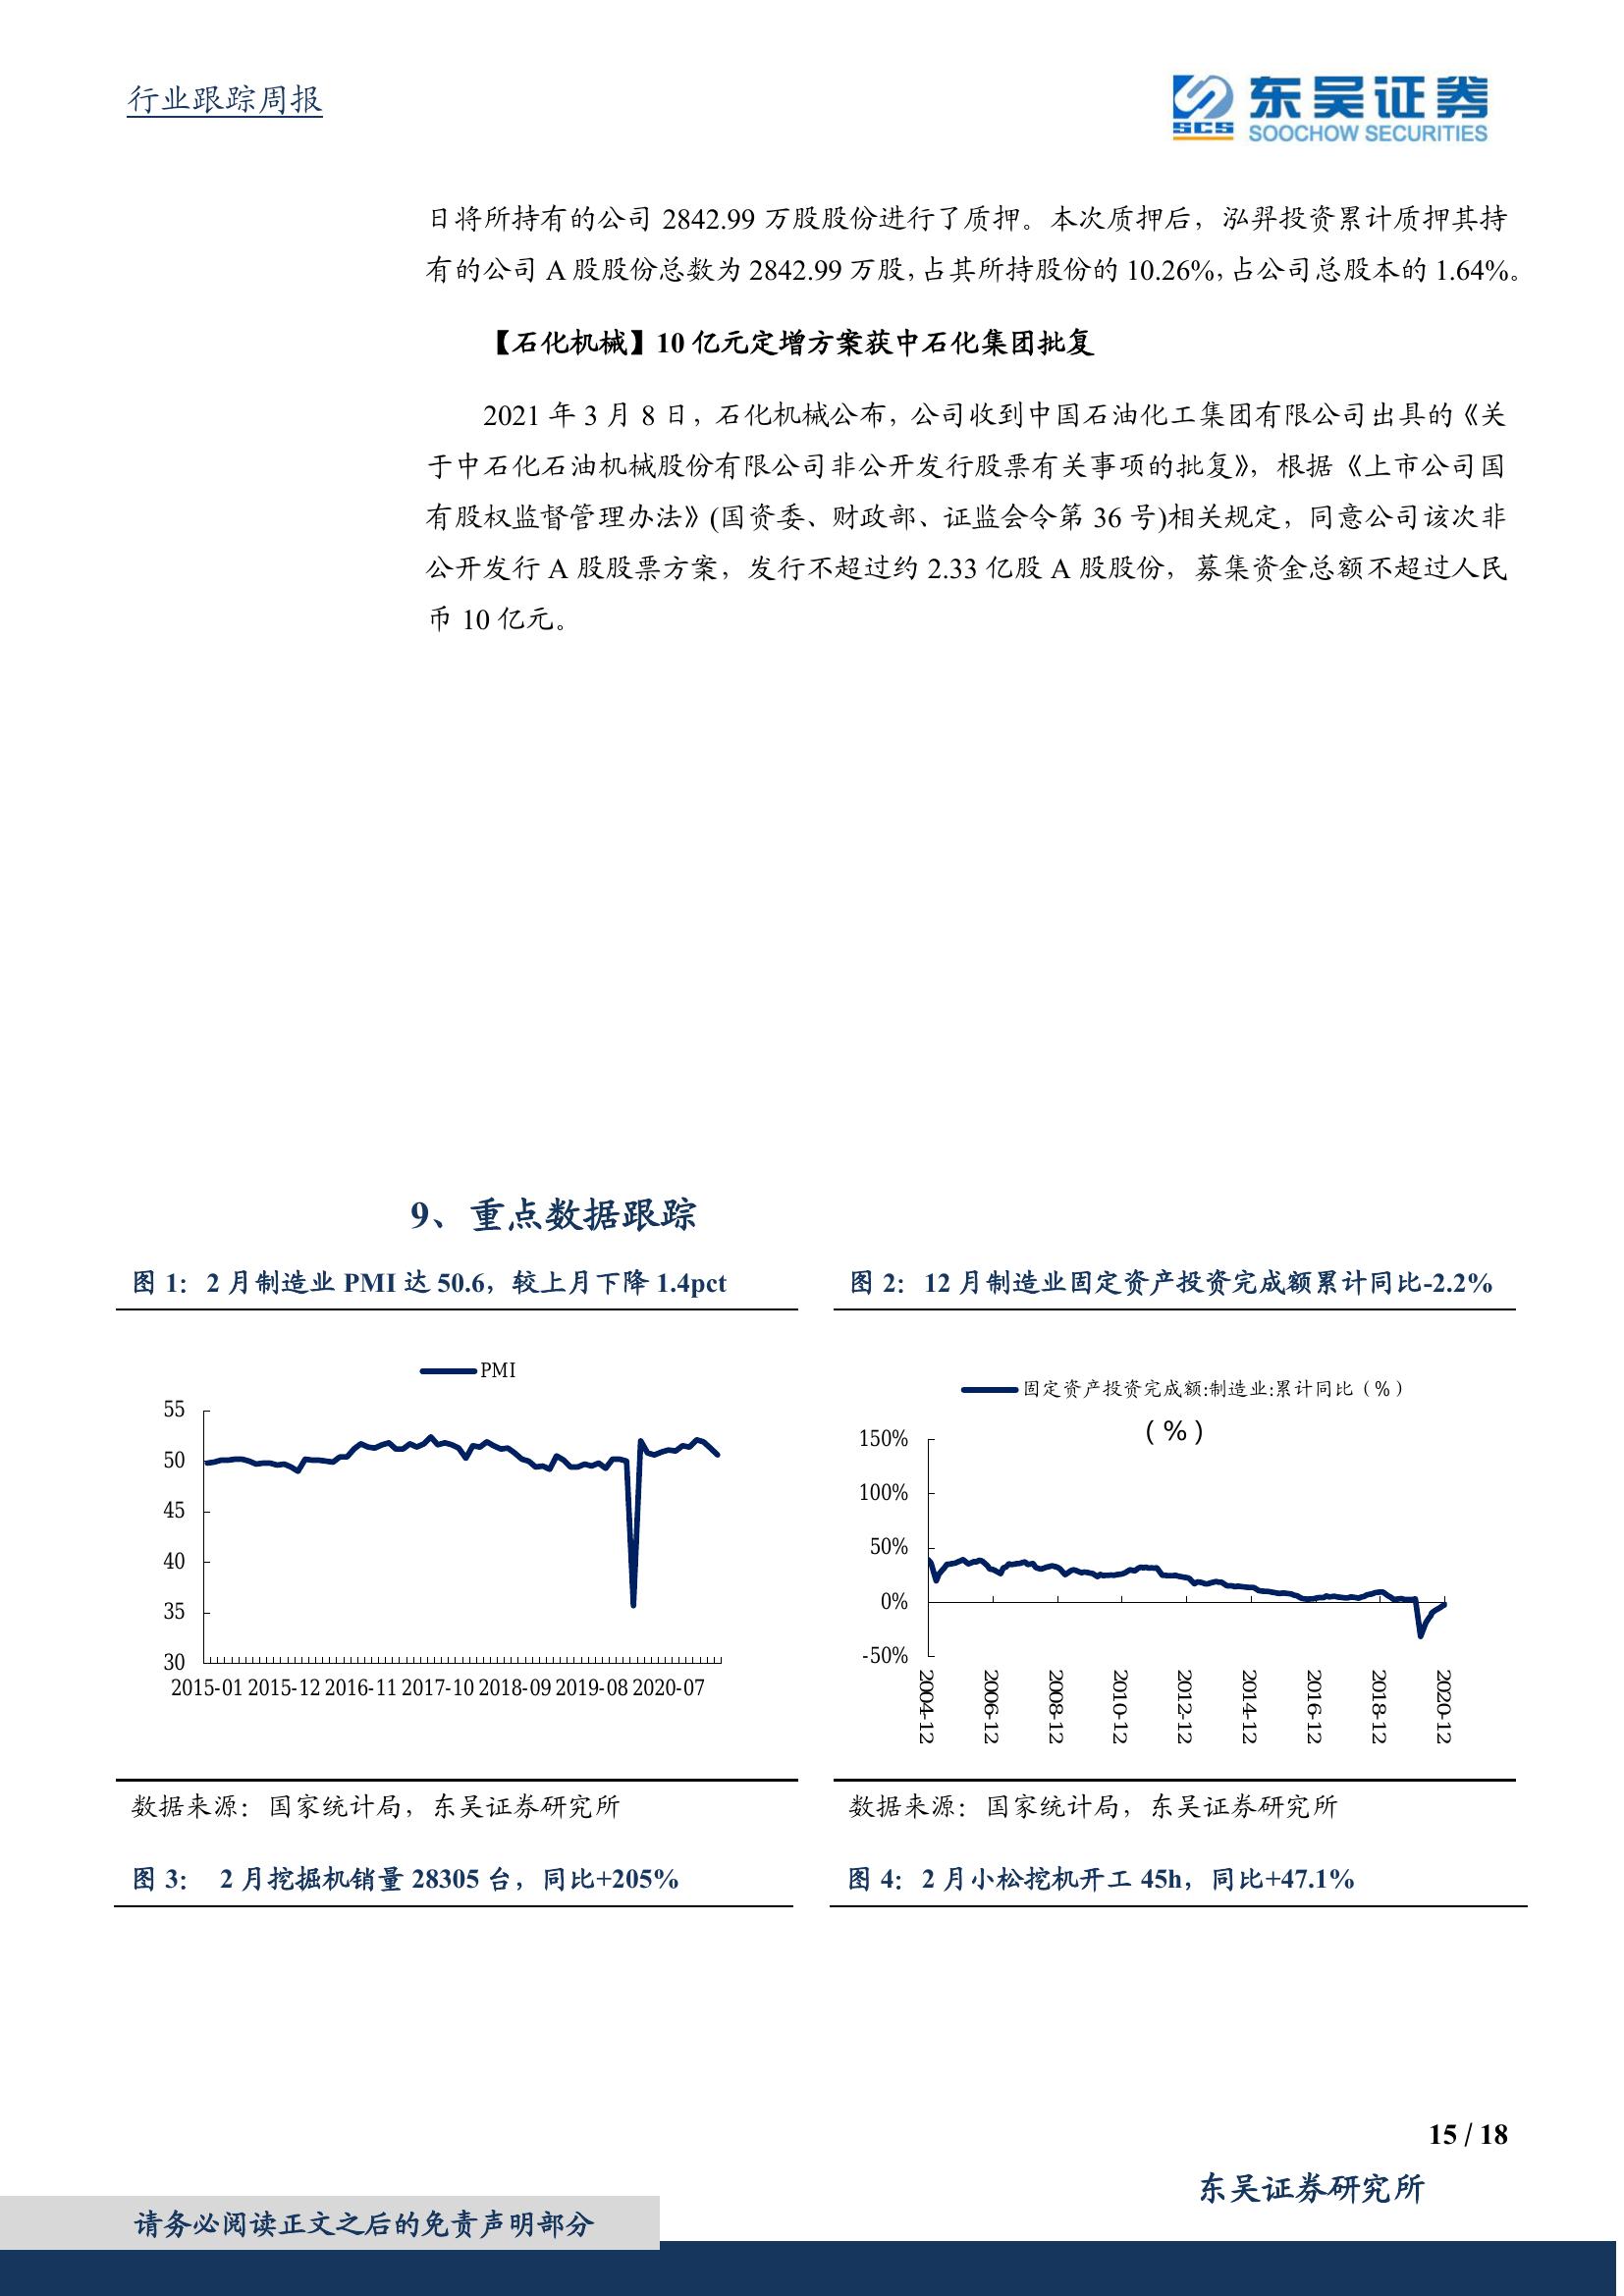 行业跟踪周报
SCS
东吴证券
SOOCHOW SECURITIES
日将所持有的公司 2842.99 万股股份进行了质押。本次质押后，泓羿投资累计质押其持
有的公司 A 股股份总数为 2842.99 万股，占其所持股份的 10.26%，占公司总股本的 1.64%。
【石化机械】10 亿元定增方案获中石化集团批复
2021 年 3 月 8 日，石化机械公布，公司收到中国石油化工集团有限公司出具的《关
于中石化石油机械股份有限公司非公开发行股票有关事项的批复》，根据《上市公司国
有股权监督管理办法》(国资委、财政部、证监会令第 36 号)相关规定，同意公司该次非
公开发行 A 股股票方案，发行不超过约 2.33 亿股 A 股股份，募集资金总额不超过人民
币 10 亿元。
9、重点数据跟踪
图 1：2 月制造业 PMI 达 50.6，较上月下降 1.4pct
PMI
55
50
45
40
35
30
2015-01 2015-12 2016-11 2017-10 2018-09 2019-08 2020-07
数据来源：国家统计局，东吴证券研究所
图 2：12 月制造业固定资产投资完成额累计同比-2.2%
固定资产投资完成额:制造业:累计同比（%）
（%）
150%
100%
50%
0%
-50%
2004-12
2006-12
2008-12
2010-12
2012-12
2014-12
2016-12
2018-12
2020-12
数据来源：国家统计局，东吴证券研究所
图 3： 2 月挖掘机销量 28305 台，同比+205%
图 4：2 月小松挖机开工 45h，同比+47.1%
15 / 18
东吴证券研究所
请务必阅读正文之后的免责声明部分